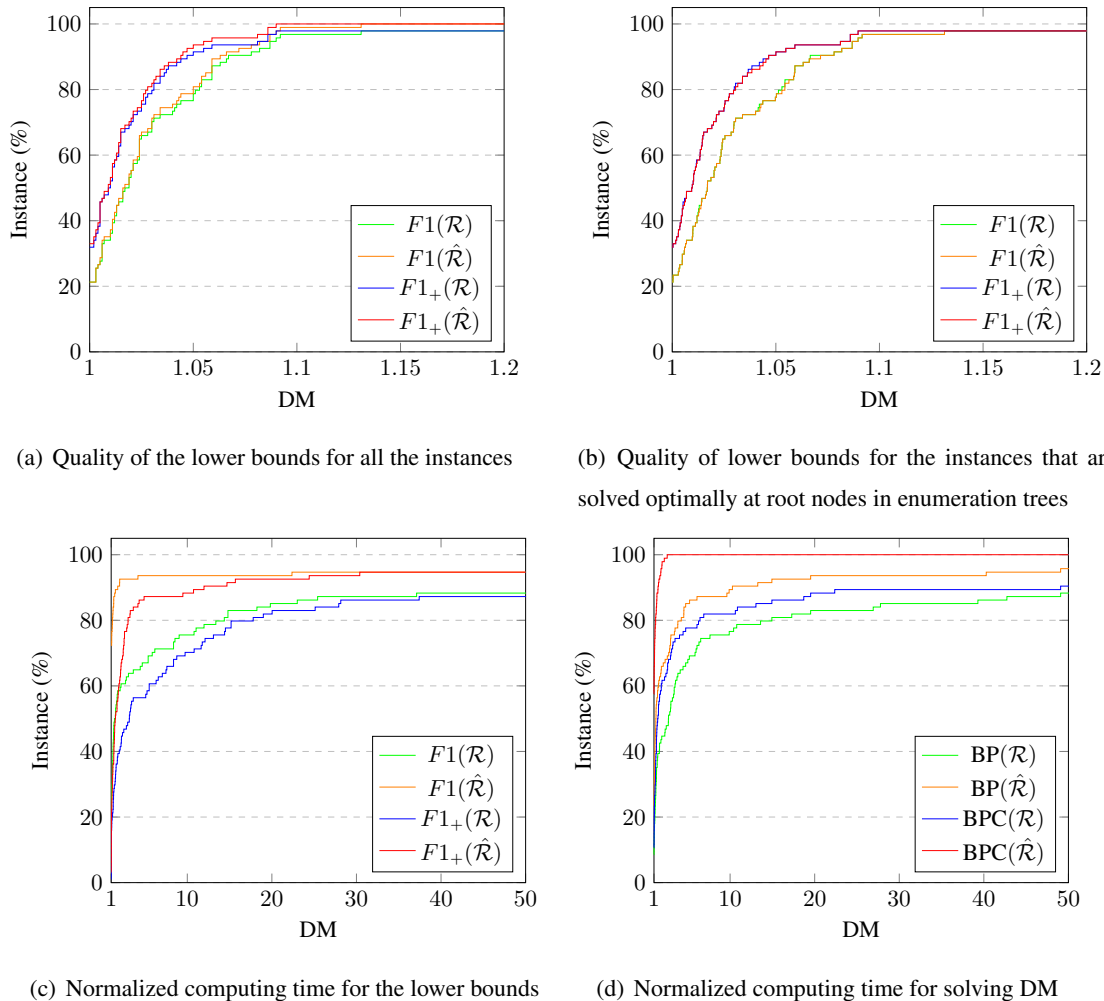 100
80
60
40
20
0
Instance (%)
F1(R)
F1(R̂)
F1₊(R)
F1₊(R̂)
1 1.05 1.1 1.15 1.2
DM
(a) Quality of the lower bounds for all the instances
100
80
60
40
20
0
Instance (%)
F1(R)
F1(R̂)
F1₊(R)
F1₊(R̂)
1 1.05 1.1 1.15 1.2
DM
(b) Quality of lower bounds for the instances that ar
solved optimally at root nodes in enumeration trees
100
80
60
40
20
0
Instance (%)
F1(R)
F1(R̂)
F1₊(R)
F1₊(R̂)
1 10 20 30 40 50
DM
(c) Normalized computing time for the lower bounds
100
80
60
40
20
0
Instance (%)
BP(R)
BP(R̂)
BPC(R)
BPC(R̂)
1 10 20 30 40 50
DM
(d) Normalized computing time for solving DM